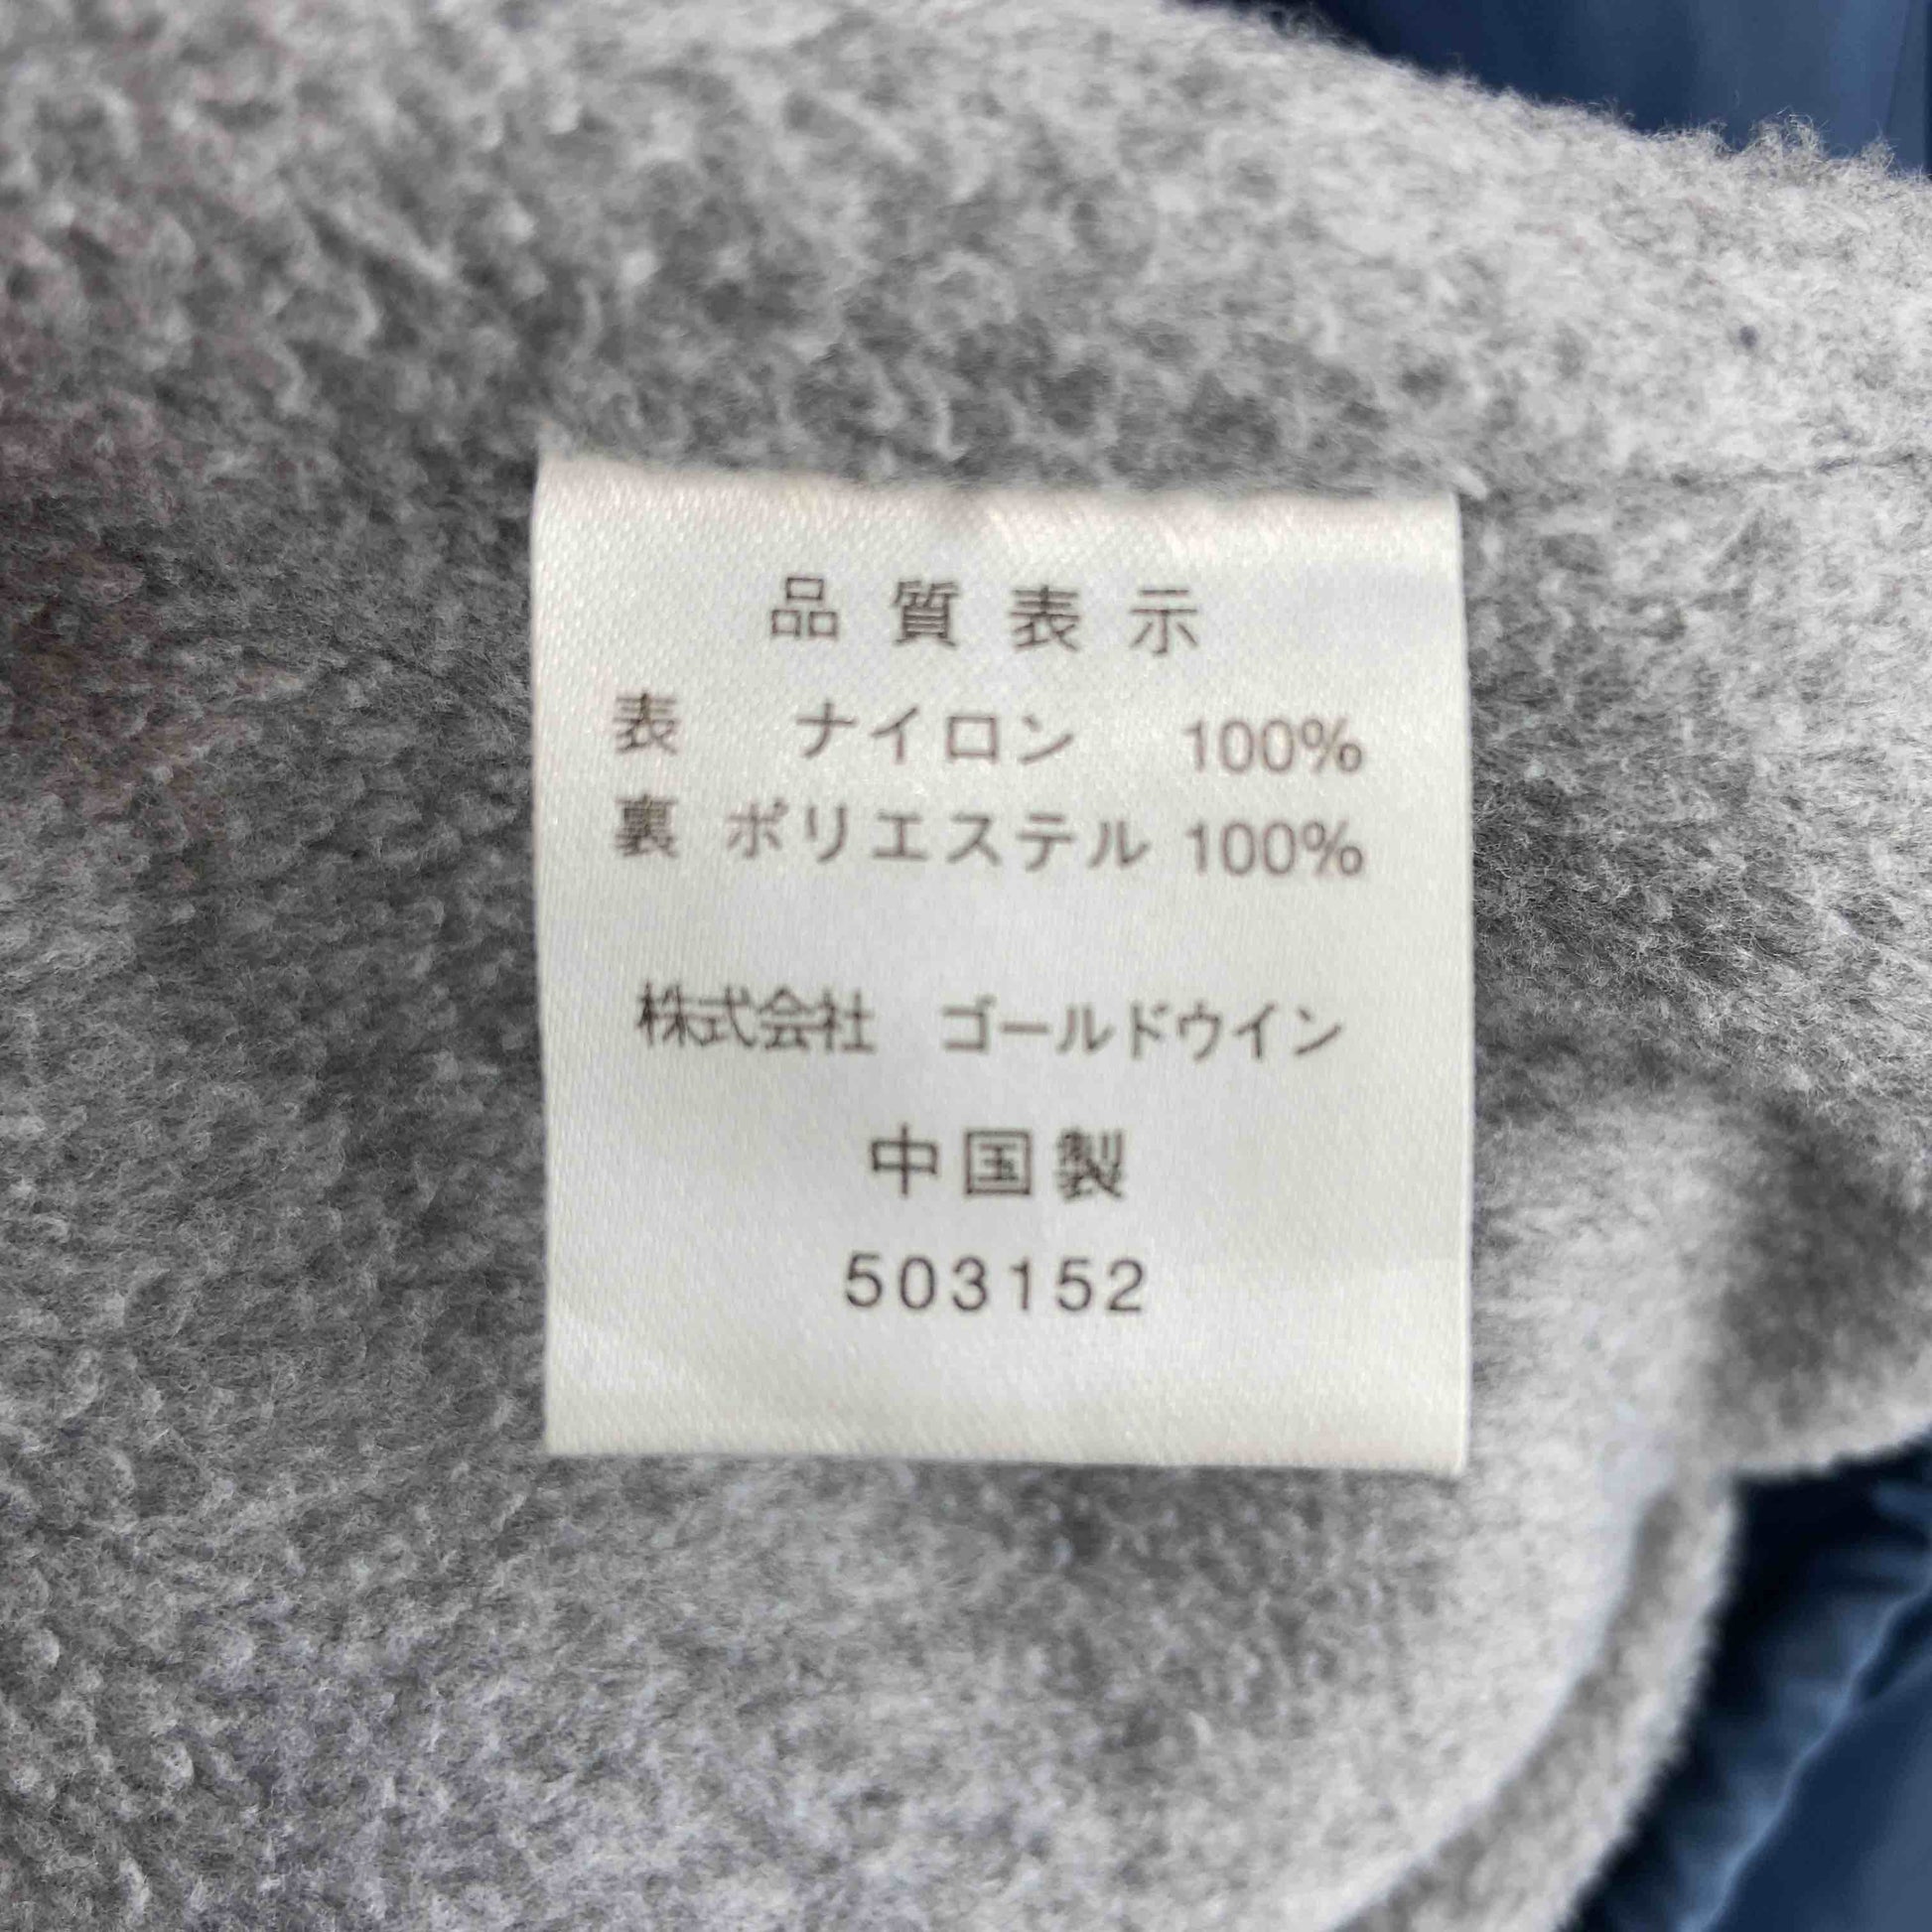 品質表示
表 ナイロン 100%
裏 ポリエステル 100%
株式会社 ゴールドウイン
中国製
503152